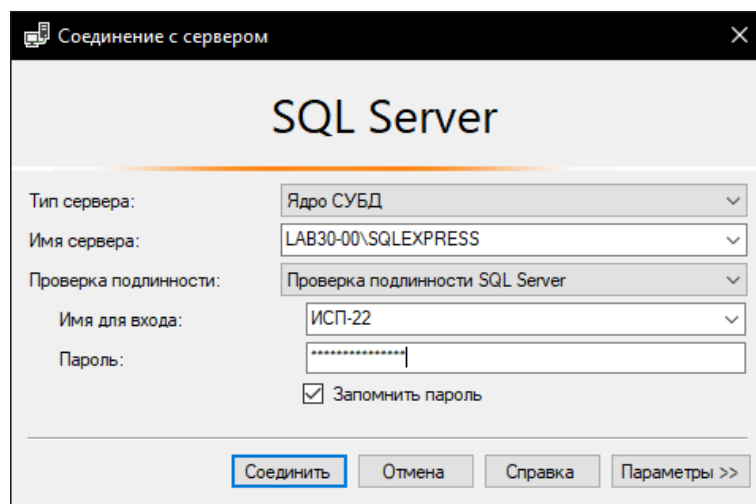 Соединение с сервером
SQL Server
Тип сервера: Ядро СУБД
Имя сервера: LAB30-00\SQLEXPRESS
Проверка подлинности: Проверка подлинности SQL Server
Имя для входа: ИСП-22
Пароль: ***************
Запомнить пароль
Соединить Отмена Справка Параметры >>